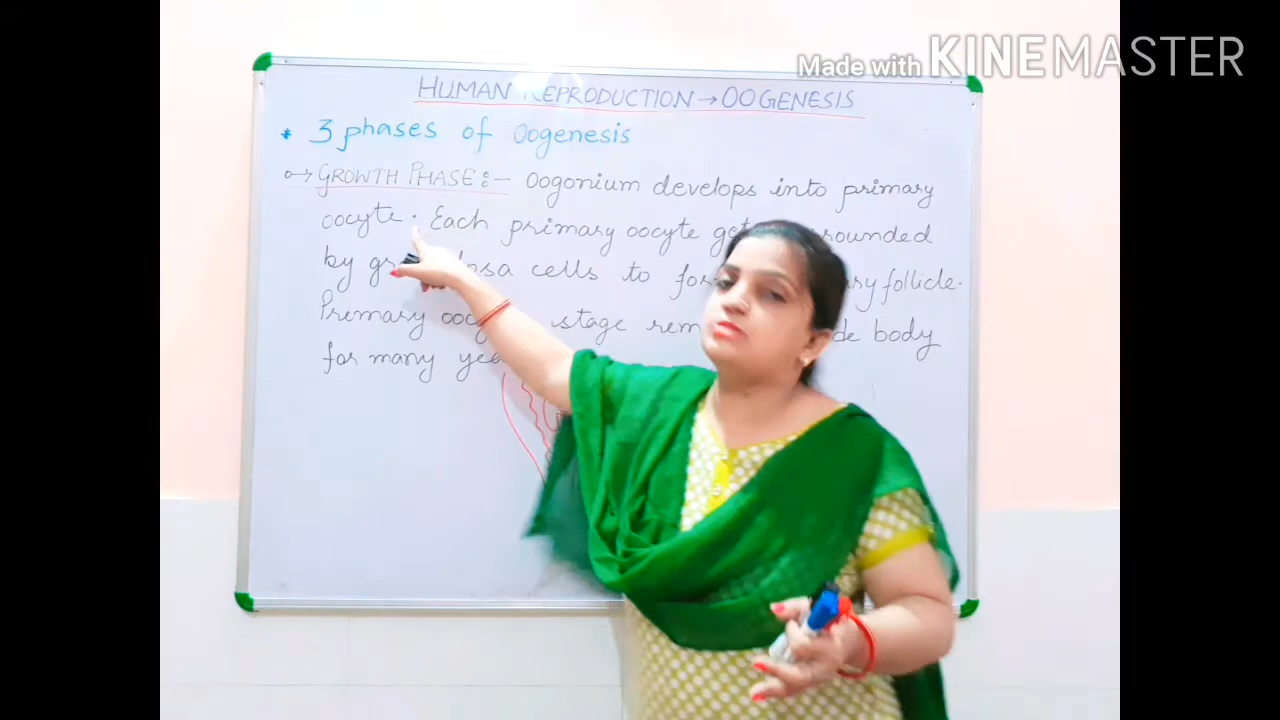 Made with KINEMASTER
HUMAN REPRODUCTION → OOGENESIS
* 3 phases of Oogenesis
→ GROWTH PHASE :- Oogonium develops into primary
oocyte. Each primary oocyte rounded
by cells to follicle.
Primary stage body
for many